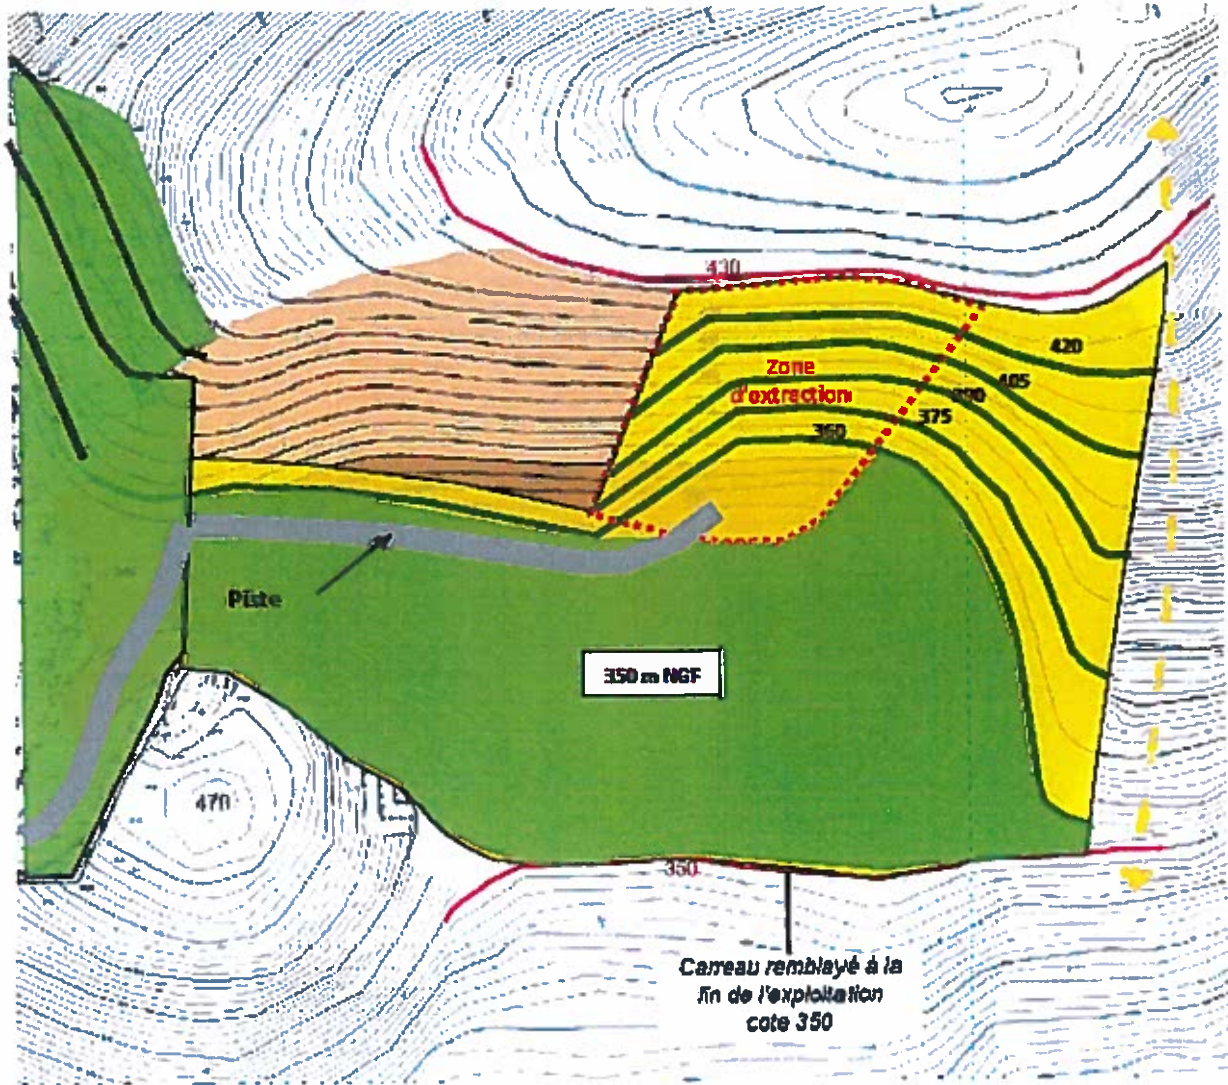 430
420
Zone
d'extraction
405
390
375
360
Piste
350 m NGF
470
350
Carreau remblayé à la
fin de l'exploitation
cote 350